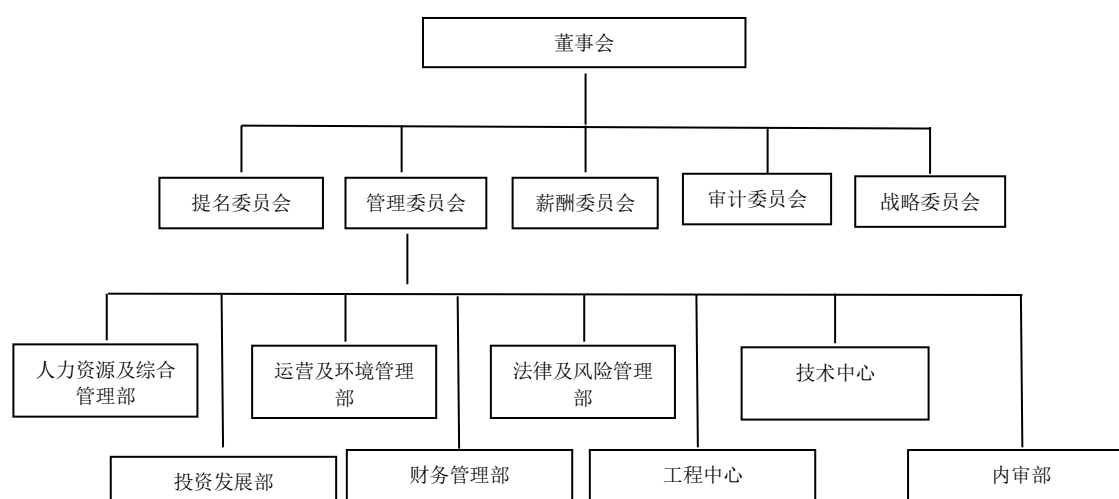 董事会
提名委员会
管理委员会
薪酬委员会
审计委员会
战略委员会
人力资源及综合
管理部
运营及环境管理
部
法律及风险管理
部
技术中心
投资发展部
财务管理部
工程中心
内审部